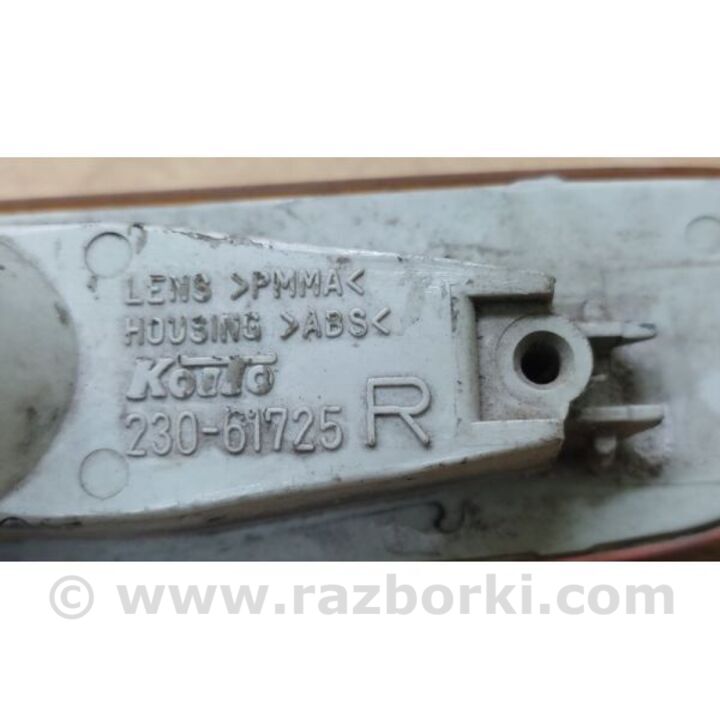 LENS >PMMA<
HOUSING >ABS<
KOITO
230-61725 R
© www.razborki.com